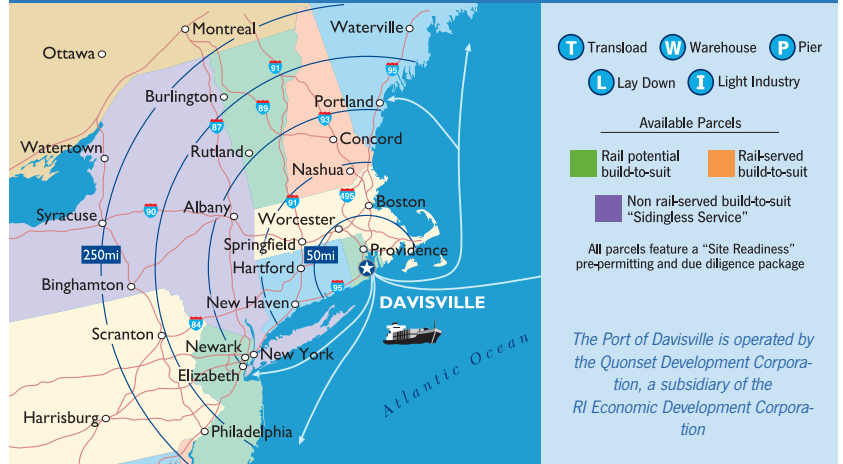 Montreal
Waterville
Ottawa
91
95
Burlington
89
Portland
87
93
Concord
Watertown
Rutland
Nashua
91
495
Syracuse
90
Albany
Boston
Worcester
Springfield
Providence
250mi
50mi
Hartford
Binghamton
95
New Haven
DAVISVILLE
84
Scranton
Newark
New York
Elizabeth
Atlantic Ocean
Harrisburg
Philadelphia
T Transload
W Warehouse
P Pier
L Lay Down
I Light Industry
Available Parcels
Rail potential
build-to-suit
Rail-served
build-to-suit
Non rail-served build-to-suit
“Sidingless Service”
All parcels feature a “Site Readiness”
pre-permitting and due diligence package
The Port of Davisville is operated by
the Quonset Development Corpora-
tion, a subsidiary of the
RI Economic Development Corpora-
tion